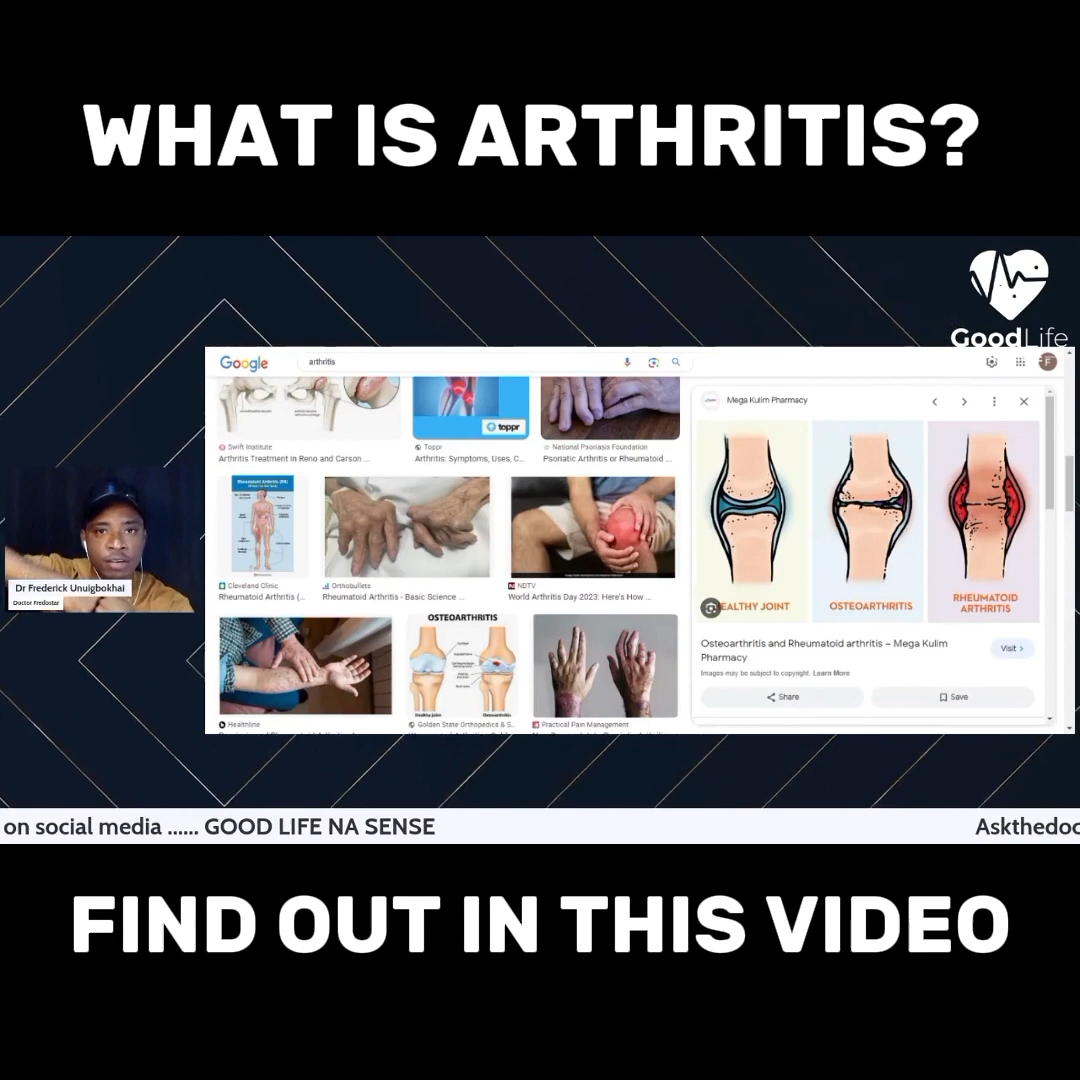 WHAT IS ARTHRITIS?
GoodLife
Google
arthritis
F
Swift Institute
Arthritis Treatment in Reno and Carson ...
toppr
Toppr
Arthritis: Symptoms, Uses, C...
National Psoriasis Foundation
Psoriatic Arthritis or Rheumatoid ...
Mega Kulim Pharmacy
EALTHY JOINT
OSTEOARTHRITIS
RHEUMATOID
ARTHRITIS
Osteoarthritis and Rheumatoid arthritis – Mega Kulim
Pharmacy
Visit >
Images may be subject to copyright. Learn More
Share
Save
Cleveland Clinic
Rheumatoid Arthritis (...
Orthobullets
Rheumatoid Arthritis - Basic Science ...
NDTV
World Arthritis Day 2023: Here's How ...
OSTEOARTHRITIS
Healthline
Golden State Orthopedics & S...
Practical Pain Management
Dr Frederick Unuigbokhai
Doctor Fredostar
on social media ...... GOOD LIFE NA SENSE
Askthedoc
FIND OUT IN THIS VIDEO